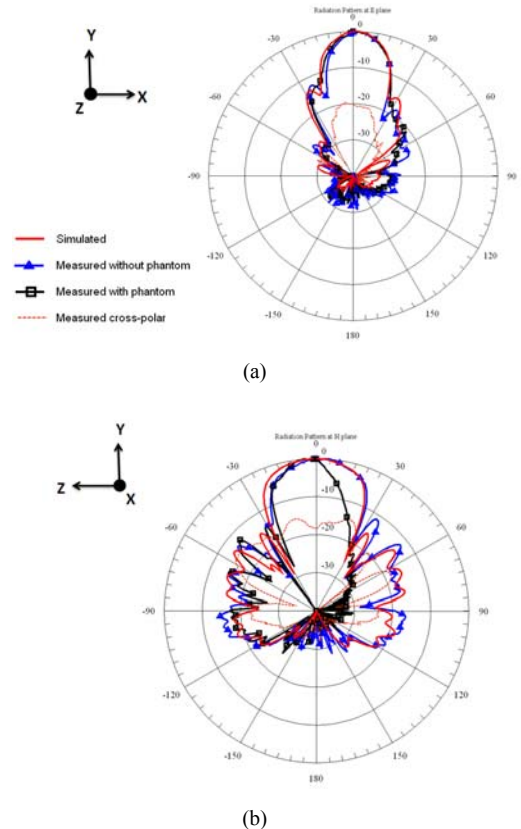 Radiation Pattern at E plane
0
0
-30
30
-10
-20
-60
60
-30
-90
90
-120
120
-150
150
180
Y
Z
X
Simulated
Measured without phantom
Measured with phantom
Measured cross-polar
(a)
Radiation Pattern at H plane
0
0
-30
30
-10
-20
-60
60
-30
-90
90
-120
120
-150
150
180
Y
Z
X
(b)